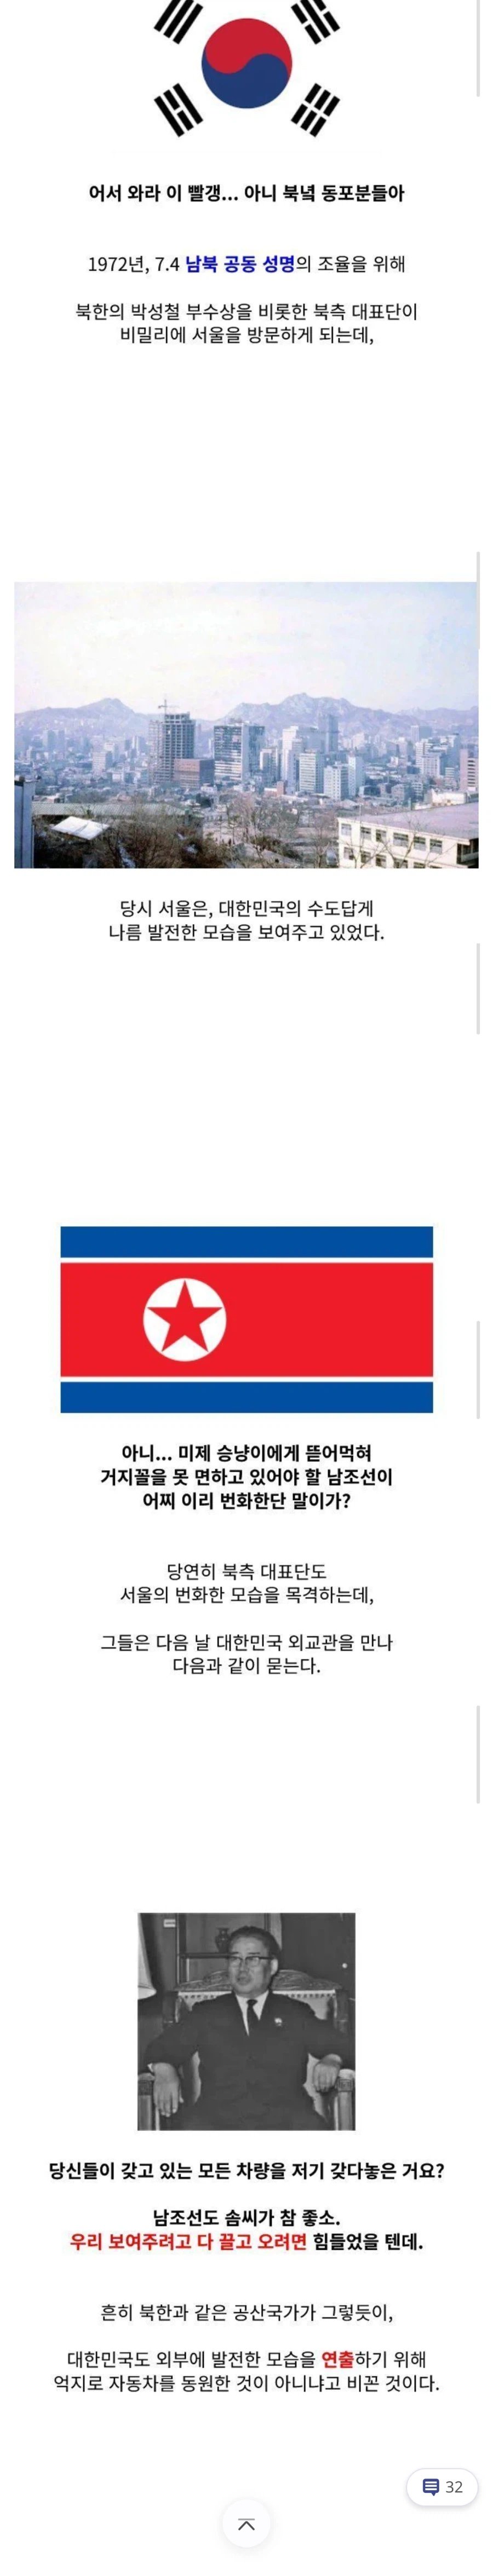 어서 와라 이 빨갱... 아니 북녘 동포분들아
1972년, 7.4 남북 공동 성명의 조율을 위해
북한의 박성철 부수상을 비롯한 북측 대표단이
비밀리에 서울을 방문하게 되는데,
당시 서울은, 대한민국의 수도답게
나름 발전한 모습을 보여주고 있었다.
아니... 미제 승냥이에게 뜯어먹혀
거지꼴을 못 면하고 있어야 할 남조선이
어찌 이리 번화한단 말이가?
당연히 북측 대표단도
서울의 번화한 모습을 목격하는데,
그들은 다음 날 대한민국 외교관을 만나
다음과 같이 묻는다.
당신들이 갖고 있는 모든 차량을 저기 갖다놓은 거요?
남조선도 솜씨가 참 좋소.
우리 보여주려고 다 끌고 오려면 힘들었을 텐데.
흔히 북한과 같은 공산국가가 그렇듯이,
대한민국도 외부에 발전한 모습을 연출하기 위해
억지로 자동차를 동원한 것이 아니냐고 비꼰 것이다.
32